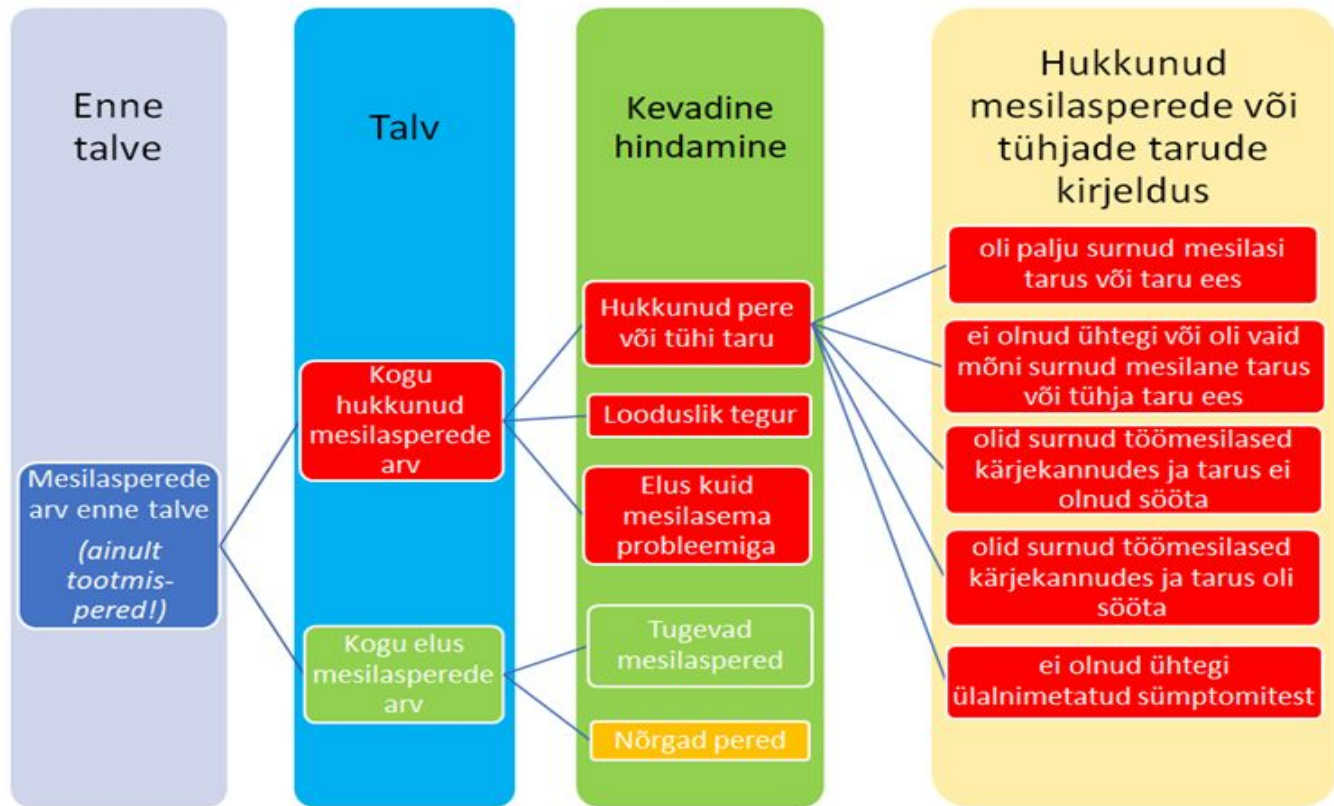 Enne
talve
Mesilasperede
arv enne talve
(ainult
tootmis-
pered!)
Talv
Kogu
hukkunud
mesilasperede
arv
Kogu elus
mesilasperede
arv
Kevadine
hindamine
Hukkunud pere
või tühi taru
Looduslik tegur
Elus kuid
mesilasema
probleemiga
Tugevad
mesilaspered
Nõrgad pered
Hukkunud
mesilasperede või
tühjade tarude
kirjeldus
oli palju surnud mesilasi
tarus või taru ees
ei olnud ühtegi või oli vaid
mõni surnud mesilane tarus
või tühja taru ees
olid surnud töömesilased
kärjekannudes ja tarus ei
olnud sööta
olid surnud töömesilased
kärjekannudes ja tarus oli
sööta
ei olnud ühtegi
ülalnimetatud sümptomitest